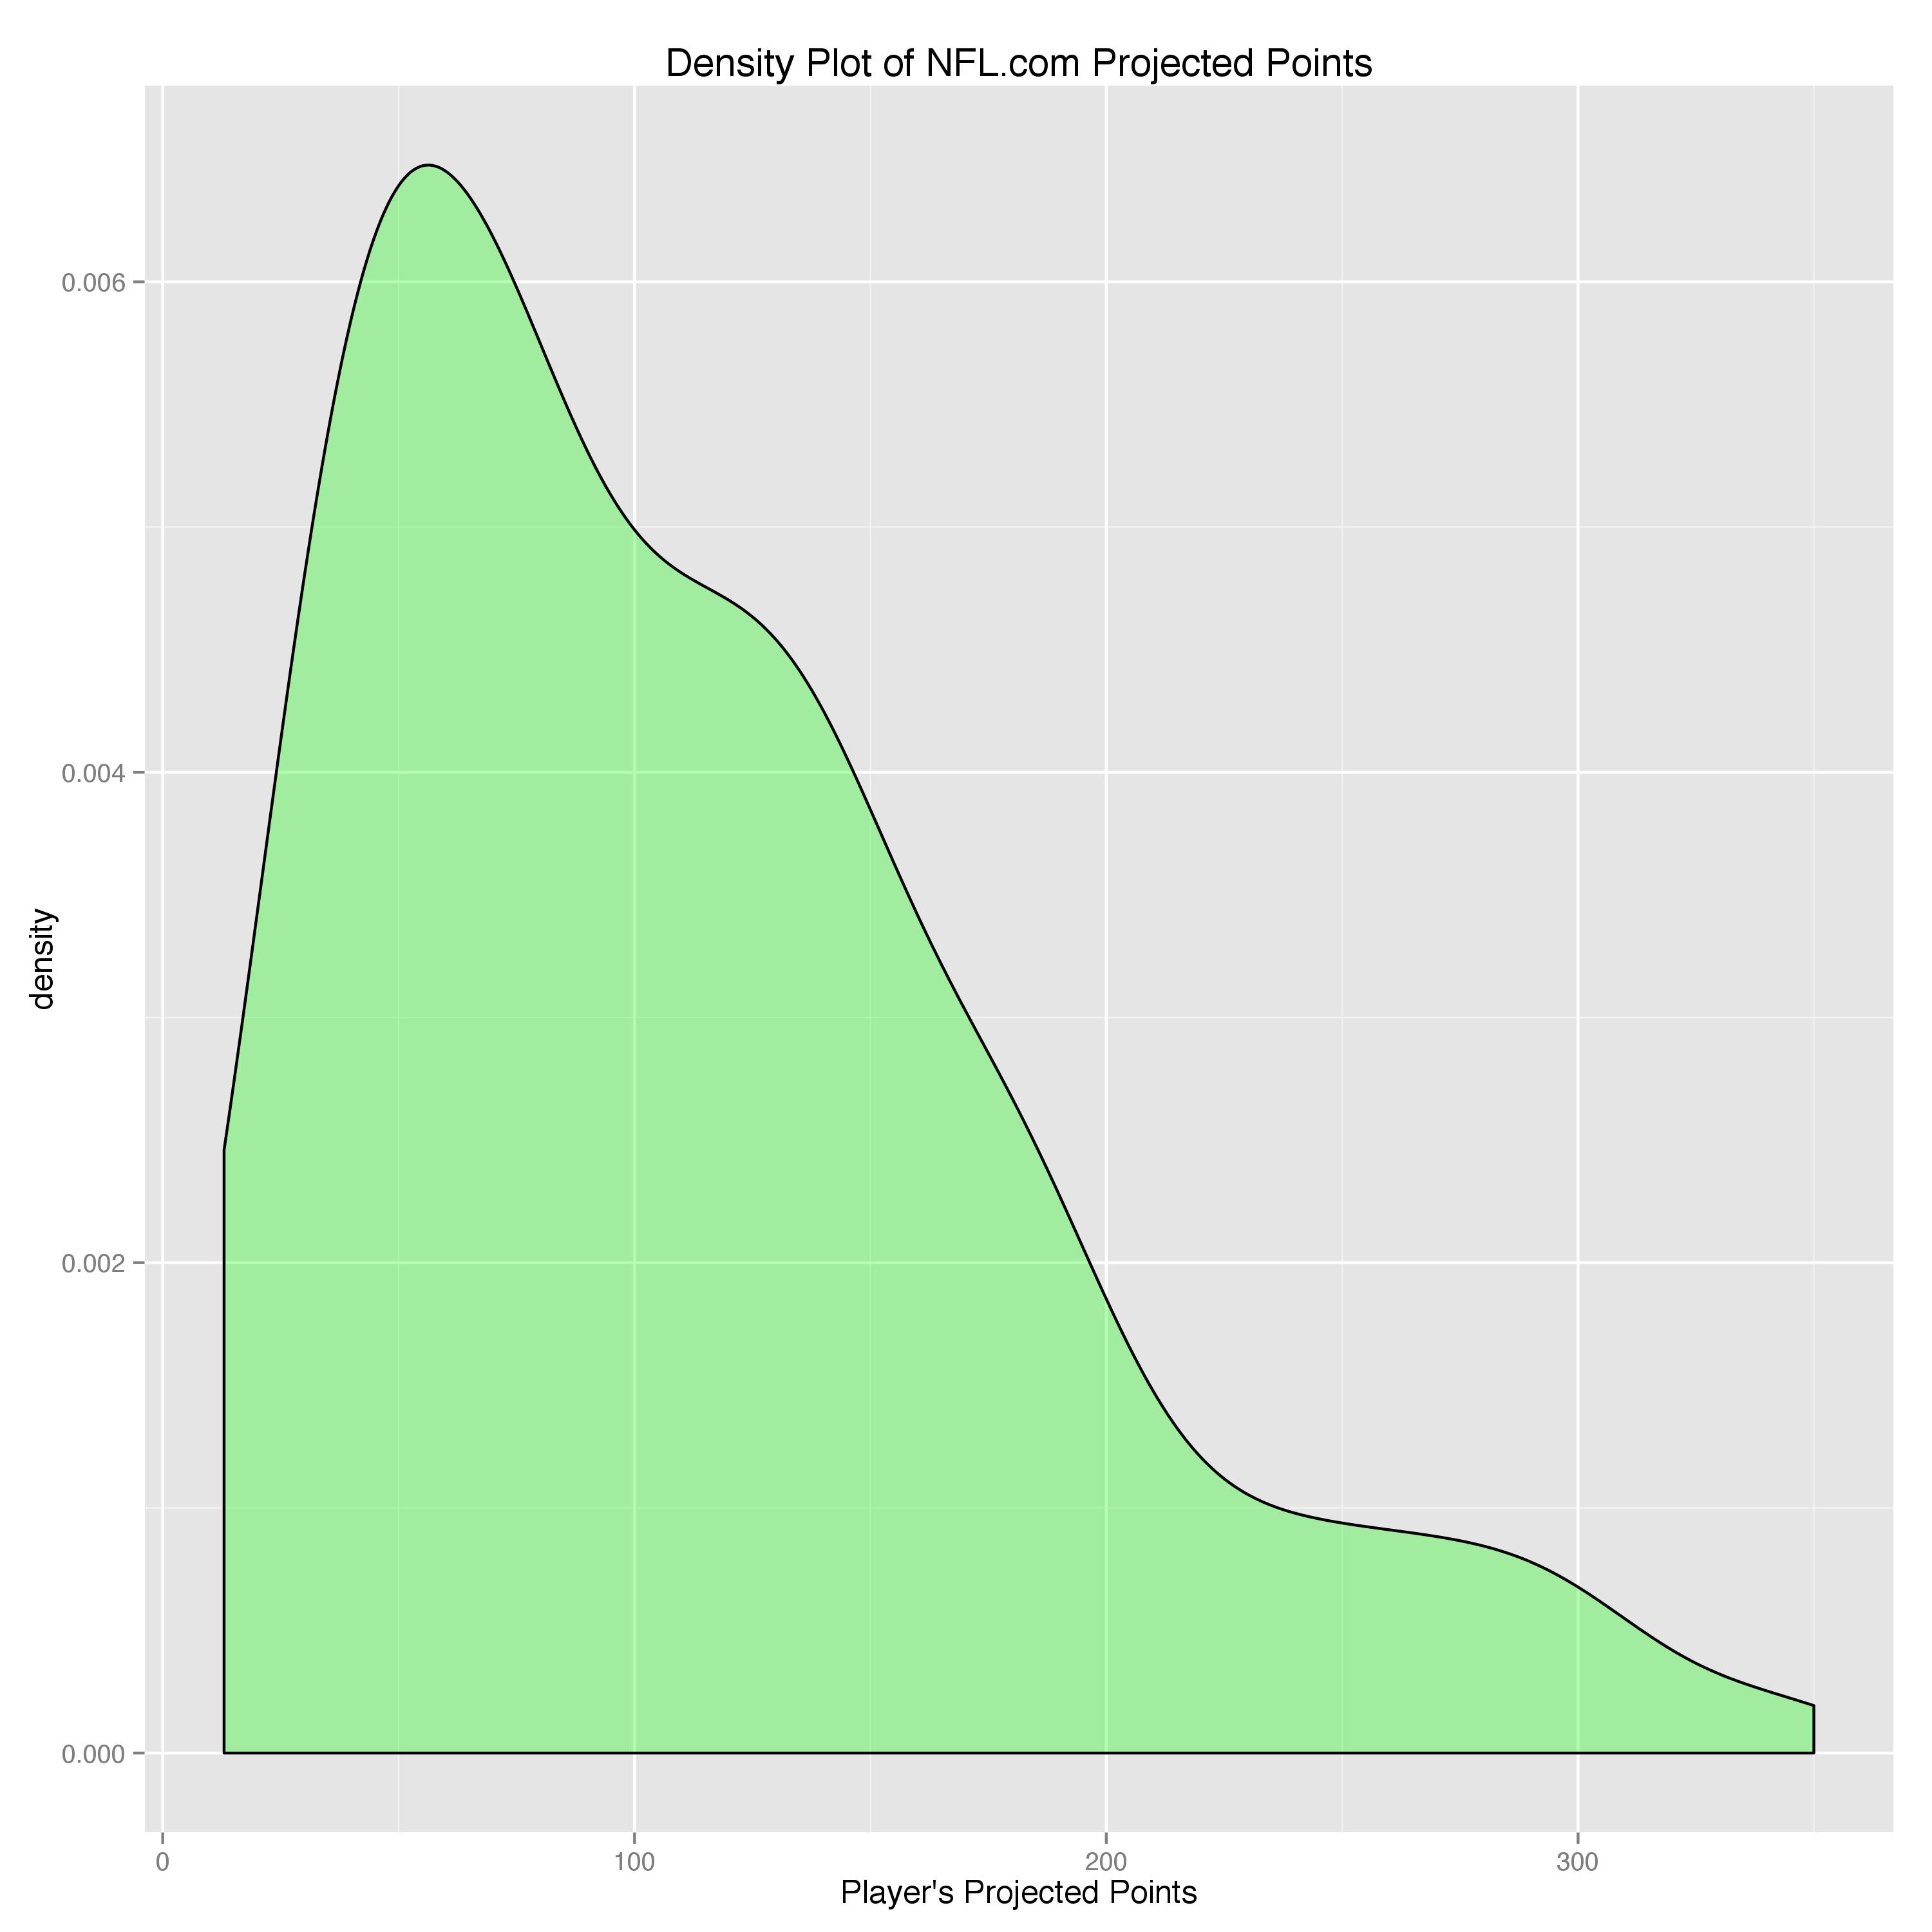 Density Plot of NFL.com Projected Points
density
0.006
0.004
0.002
0.000
0 100 200 300
Player's Projected Points